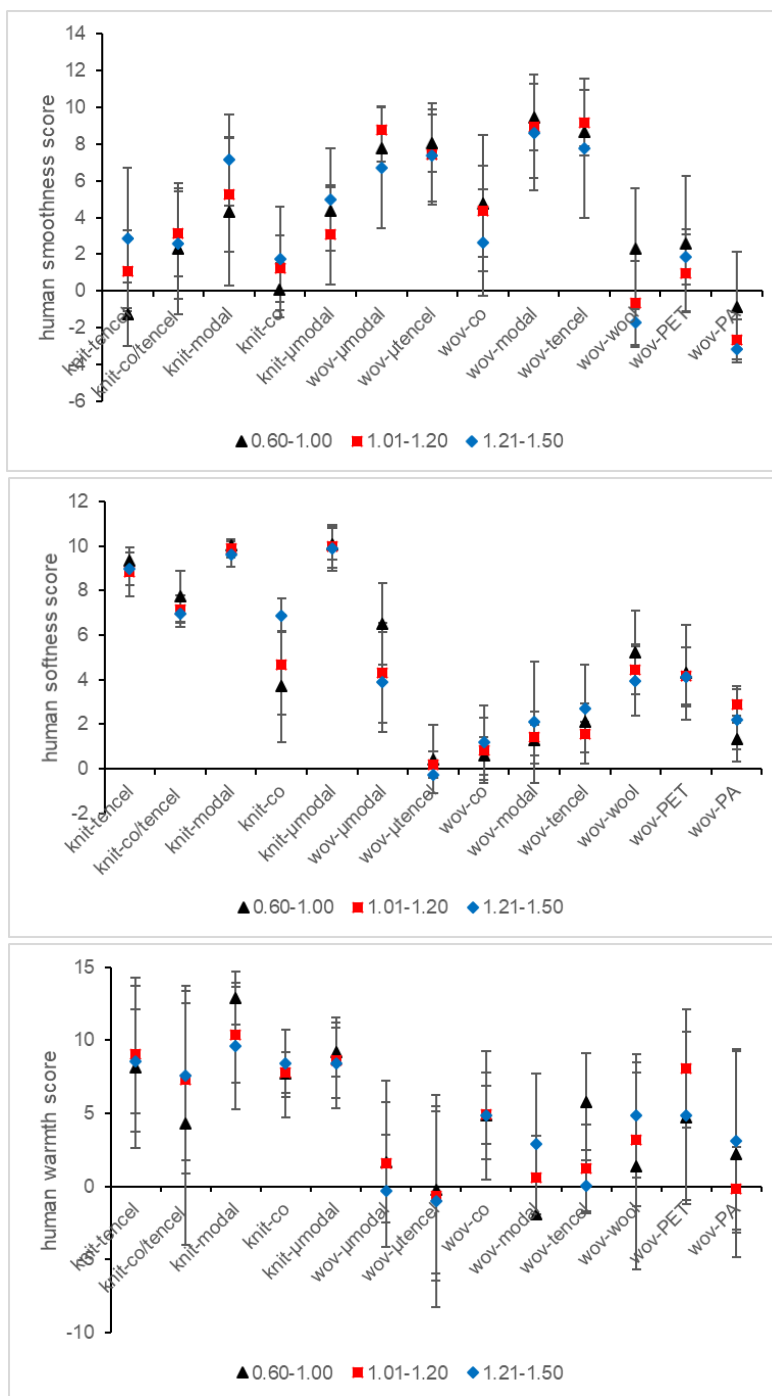 human smoothness score
14
12
10
8
6
4
2
0
-2
-4
-6
knit-tencel
knit-co/tencel
knit-modal
knit-co
knit-µmodal
wov-µmodal
wov-µtencel
wov-co
wov-modal
wov-tencel
wov-wool
wov-PET
wov-PA
0.60-1.00 1.01-1.20 1.21-1.50
human softness score
12
10
8
6
4
2
0
-2
knit-tencel
knit-co/tencel
knit-modal
knit-co
knit-µmodal
wov-µmodal
wov-µtencel
wov-co
wov-modal
wov-tencel
wov-wool
wov-PET
wov-PA
0.60-1.00 1.01-1.20 1.21-1.50
human warmth score
15
10
5
0
-5
-10
knit-tencel
knit-co/tencel
knit-modal
knit-co
knit-µmodal
wov-µmodal
wov-µtencel
wov-co
wov-modal
wov-tencel
wov-wool
wov-PET
wov-PA
0.60-1.00 1.01-1.20 1.21-1.50